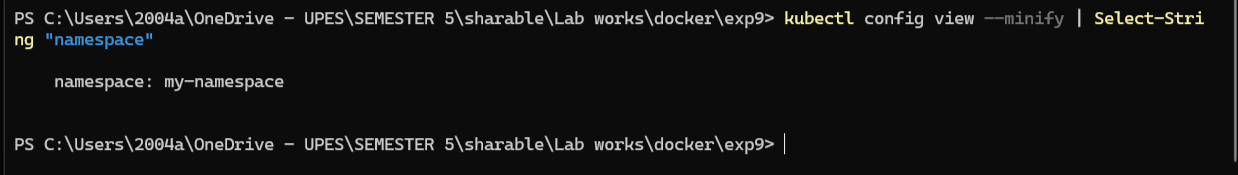 PS C:\Users\2004a\OneDrive - UPES\SEMESTER 5\sharable\Lab works\docker\exp9> kubectl config view --minify | Select-Stri
ng "namespace"
namespace: my-namespace
PS C:\Users\2004a\OneDrive - UPES\SEMESTER 5\sharable\Lab works\docker\exp9>